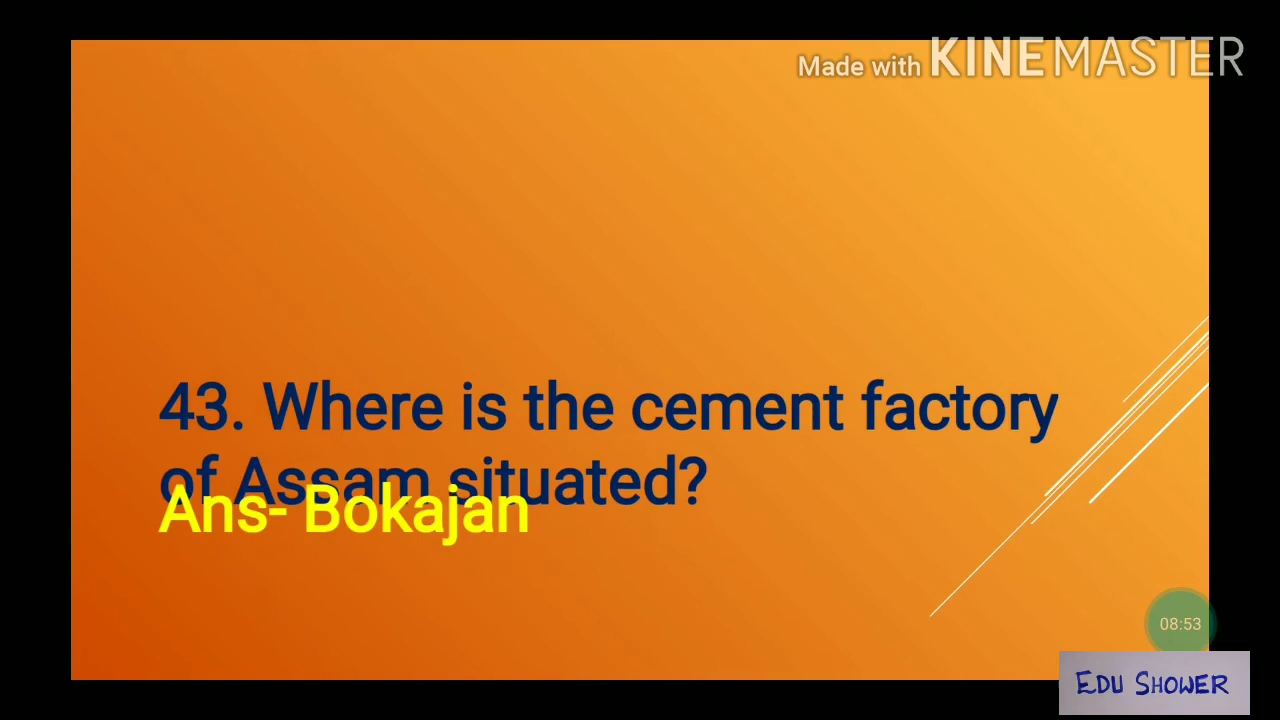 Made with KINEMASTER
43. Where is the cement factory
of Assam situated?
Ans- Bokajan
08:53
EDU SHOWER